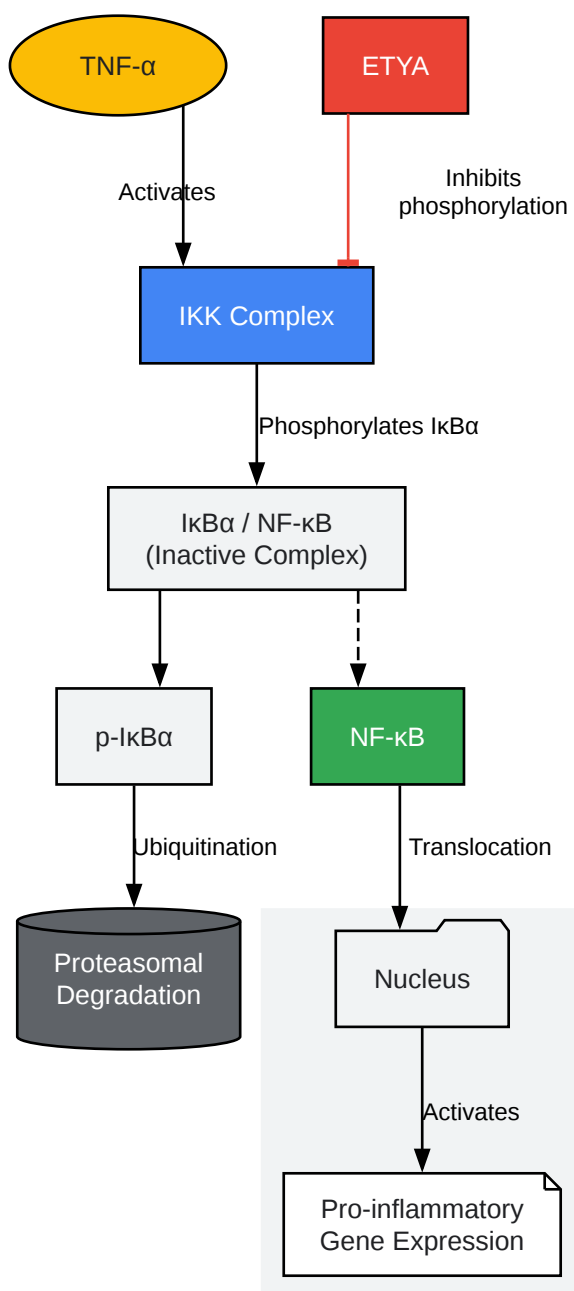 TNF-α
ETYA
Activates
Inhibits
phosphorylation
IKK Complex
Phosphorylates IκBα
IκBα / NF-κB
(Inactive Complex)
p-IκBα
NF-κB
Ubiquitination
Translocation
Proteasomal
Degradation
Nucleus
Activates
Pro-inflammatory
Gene Expression